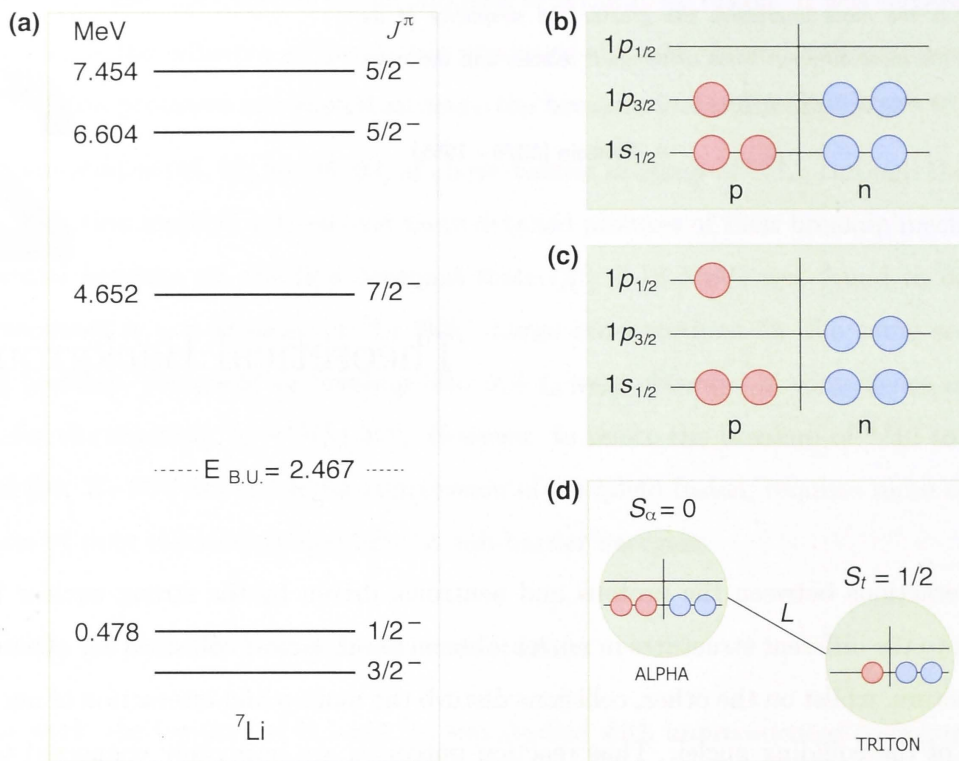 (a)
MeV J^π
7.454 5/2⁻
6.604 5/2⁻
4.652 7/2⁻
E B.U. = 2.467
0.478 1/2⁻
3/2⁻
⁷Li
(b)
1p1/2
1p3/2
1s1/2
p n
(c)
1p1/2
1p3/2
1s1/2
p n
(d)
Sα = 0
St = 1/2
L
ALPHA
TRITON